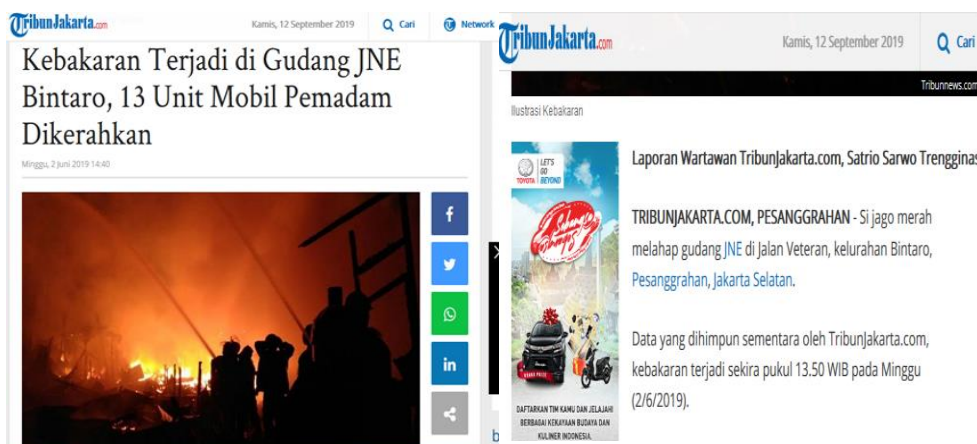 TribunJakarta.com
Kamis, 12 September 2019
Cari
Network
Kebakaran Terjadi di Gudang JNE
Bintaro, 13 Unit Mobil Pemadam
Dikerahkan
Minggu, 2 Juni 2019 14:40
f
in
TribunJakarta.com
Kamis, 12 September 2019
Cari
Tribunnews.com
Ilustrasi Kebakaran
TOYOTA
LET'S
GO
BEYOND
DAFTARKAN TIM KAMU DAN JELAJAHI
BERBAGAI KEKAYAAN BUDAYA DAN
KULINER INDONESIA.
Laporan Wartawan TribunJakarta.com, Satrio Sarwo Trengginas
TRIBUNJAKARTA.COM, PESANGGRAHAN - Si jago merah
melahap gudang JNE di Jalan Veteran, kelurahan Bintaro,
Pesanggrahan, Jakarta Selatan.
Data yang dihimpun sementara oleh TribunJakarta.com,
kebakaran terjadi sekira pukul 13.50 WIB pada Minggu
(2/6/2019).